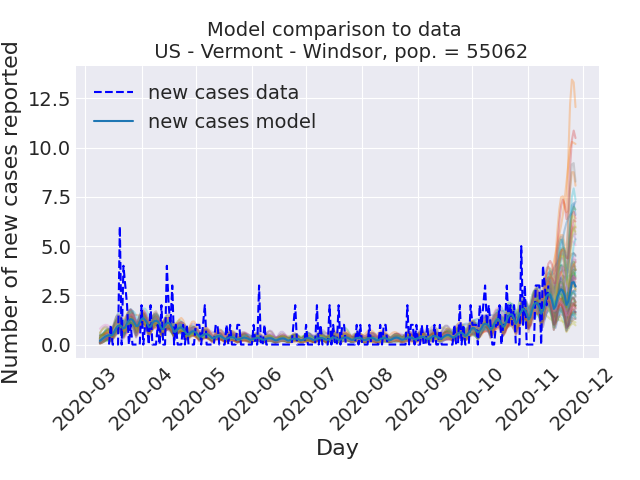 Model comparison to data
US - Vermont - Windsor, pop. = 55062
Number of new cases reported
12.5
10.0
7.5
5.0
2.5
0.0
new cases data
new cases model
2020-03
2020-04
2020-05
2020-06
2020-07
2020-08
2020-09
2020-10
2020-11
2020-12
Day